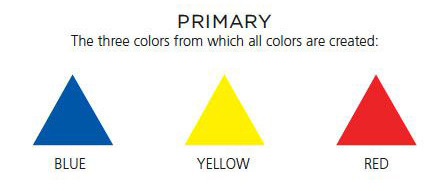 PRIMARY
The three colors from which all colors are created:
BLUE YELLOW RED